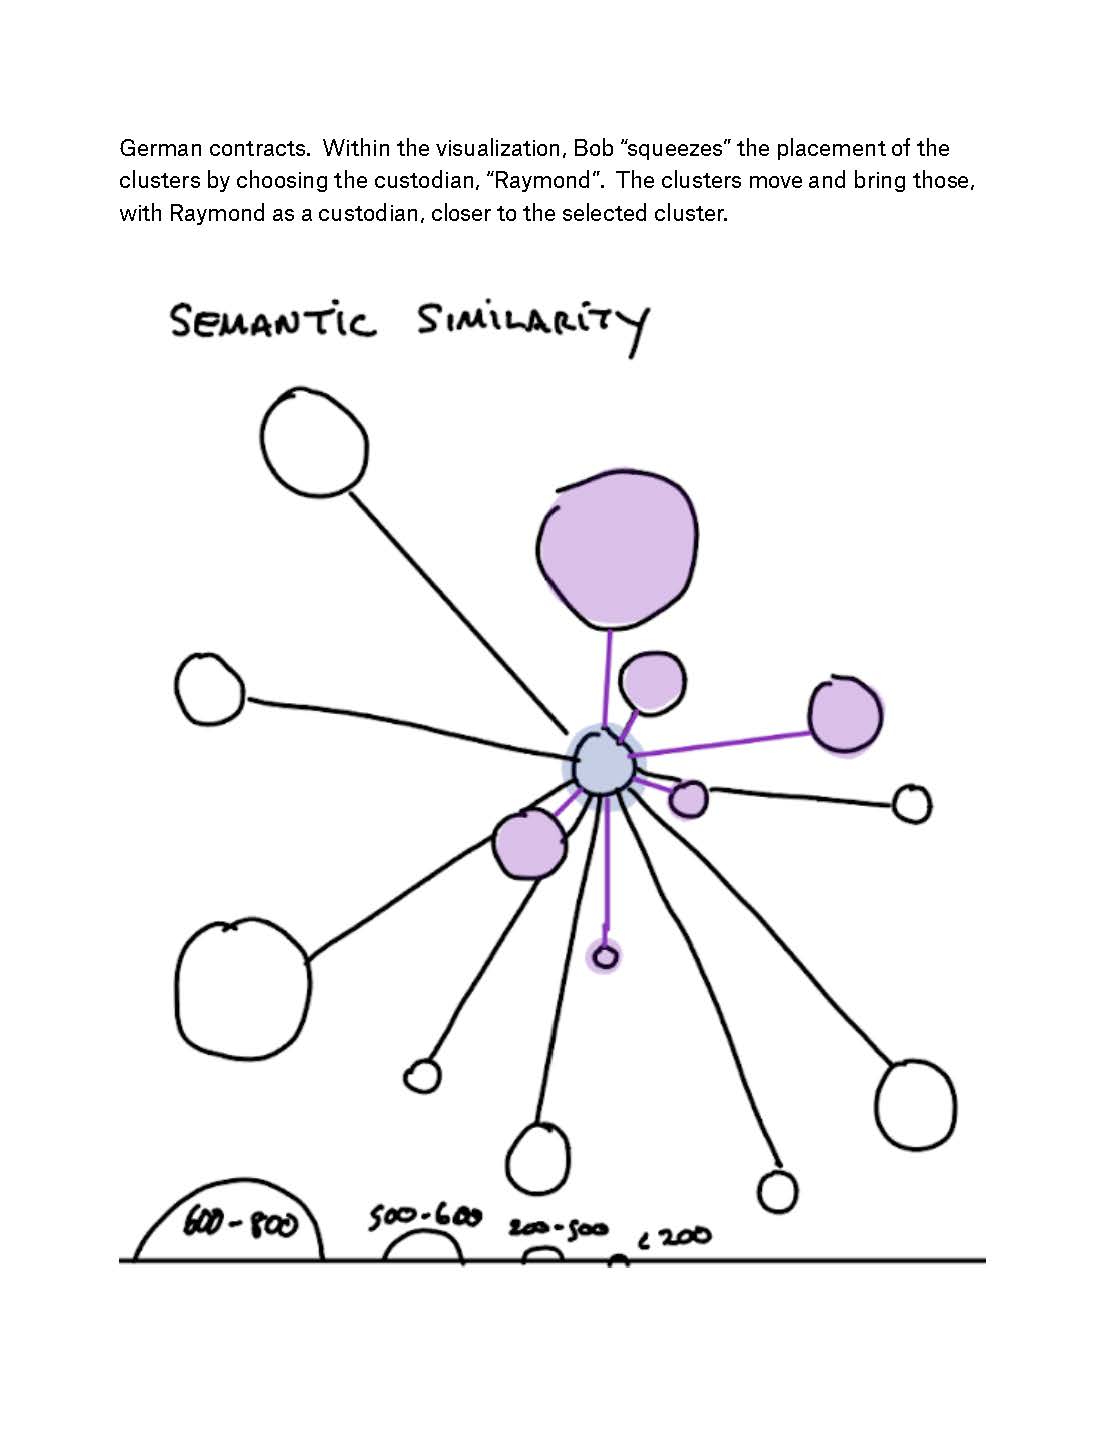 German contracts.  Within the visualization, Bob “squeezes” the placement of the
clusters by choosing the custodian, “Raymond”.  The clusters move and bring those,
with Raymond as a custodian, closer to the selected cluster.
SEMANTIC SIMILARITY
600-800
500-600
200-500
< 200